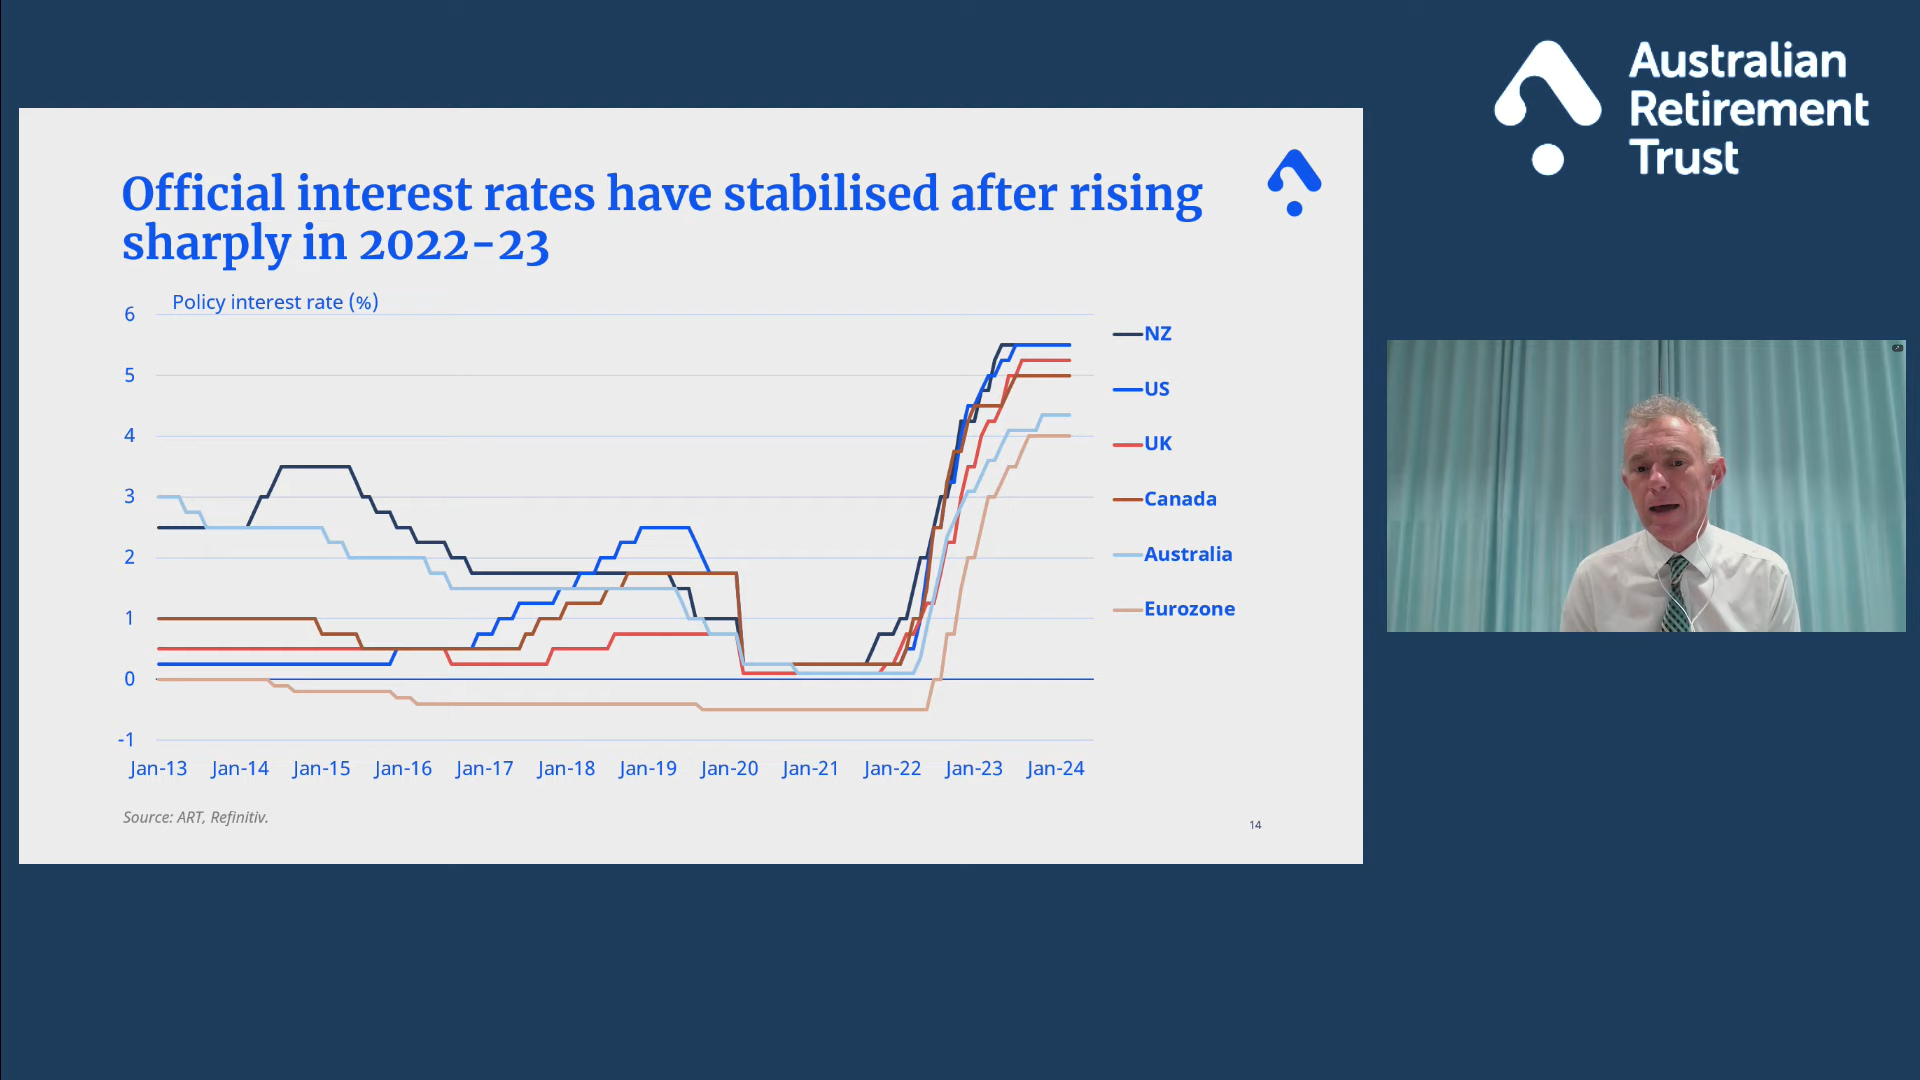 Australian
Retirement
Trust
Official interest rates have stabilised after rising
sharply in 2022-23
Policy interest rate (%)
6
5
4
3
2
1
0
-1
Jan-13 Jan-14 Jan-15 Jan-16 Jan-17 Jan-18 Jan-19 Jan-20 Jan-21 Jan-22 Jan-23 Jan-24
NZ
US
UK
Canada
Australia
Eurozone
Source: ART, Refinitiv.
14